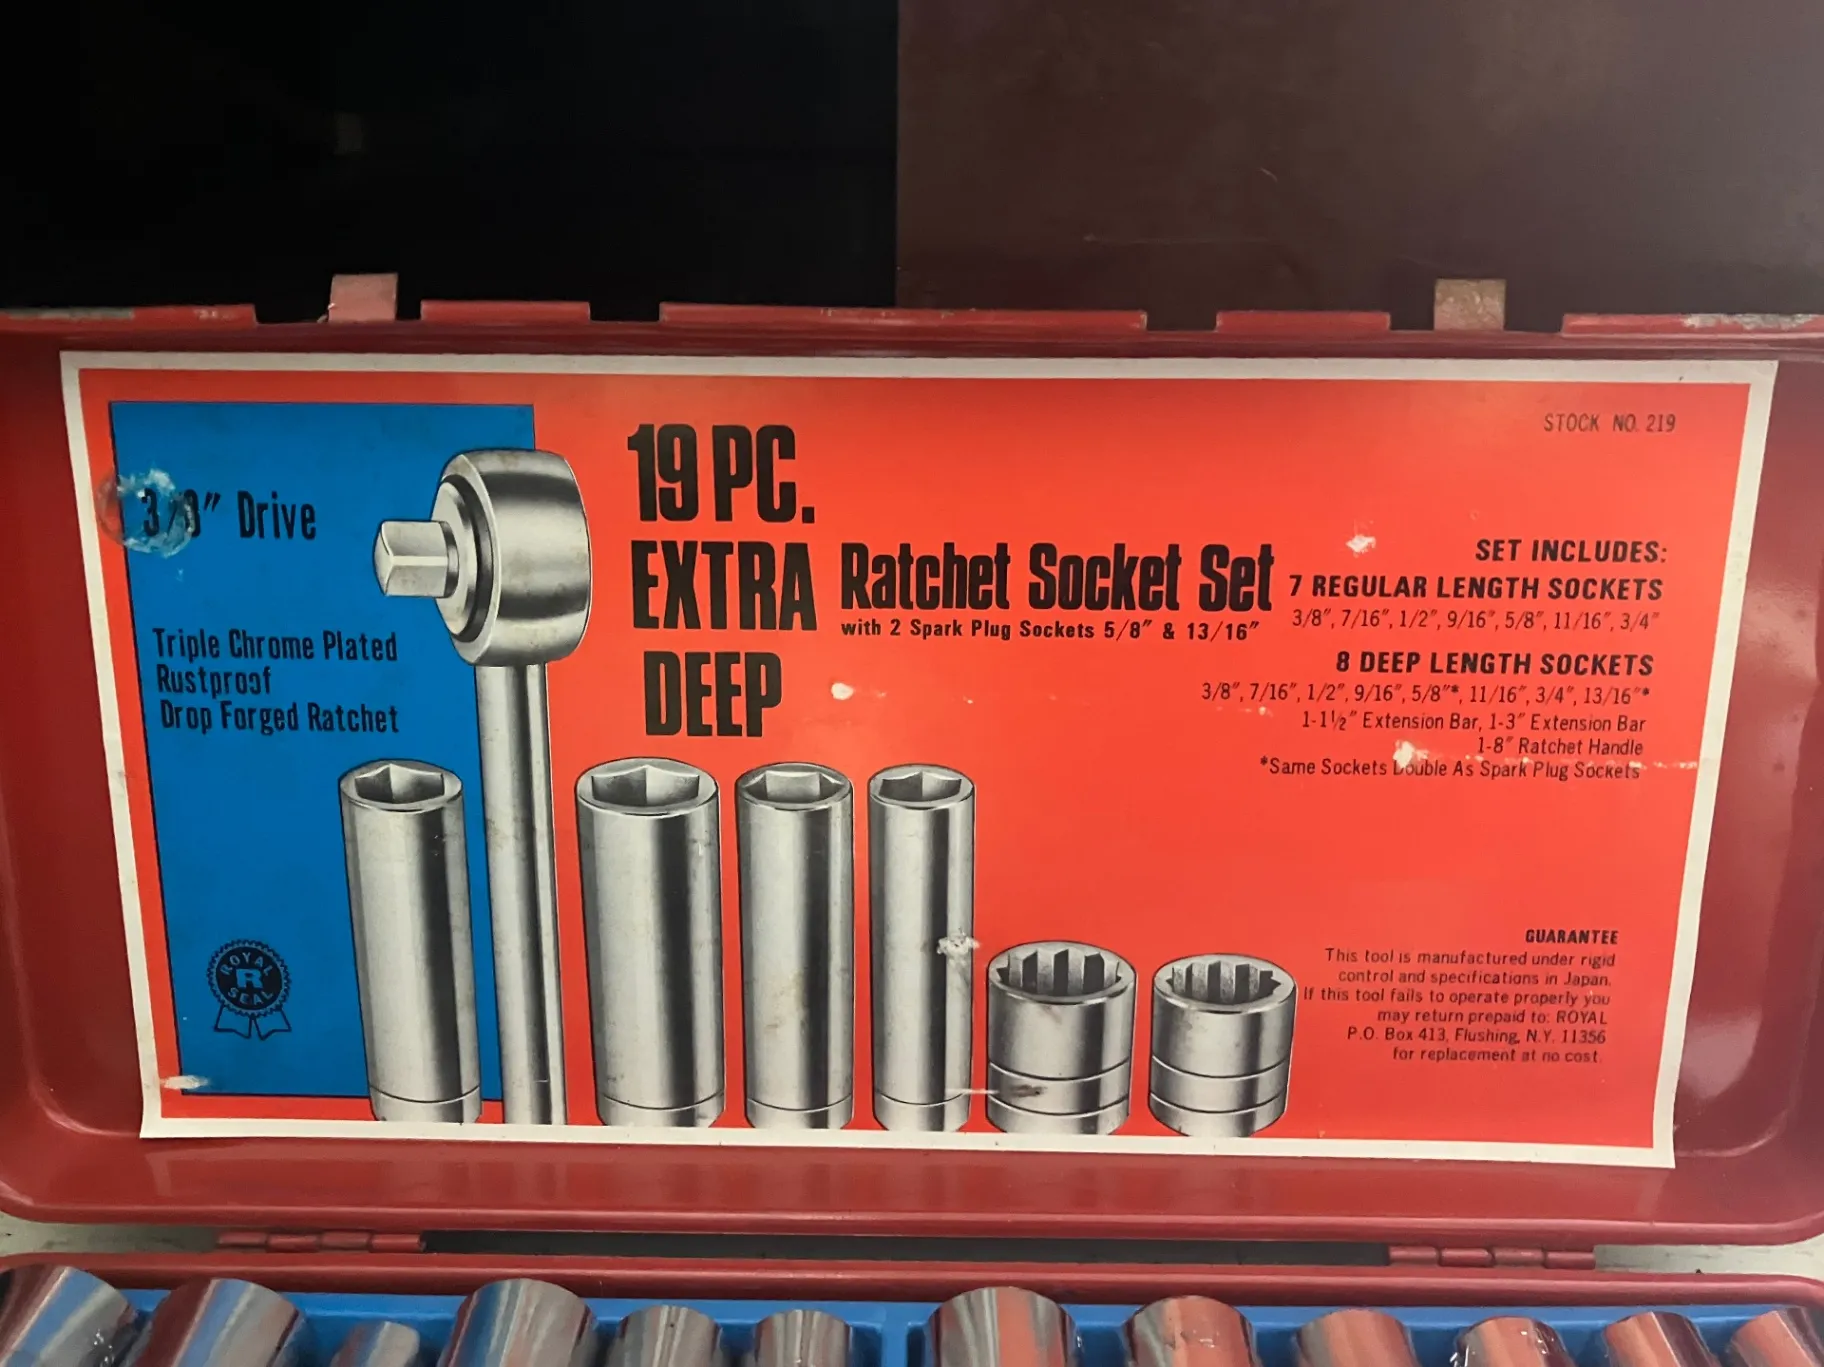 STOCK NO. 219
3/8" Drive
Triple Chrome Plated
Rustproof
Drop Forged Ratchet
ROYAL
R
SEAL
19 PC.
EXTRA
DEEP
Ratchet Socket Set
with 2 Spark Plug Sockets 5/8" & 13/16"
SET INCLUDES:
7 REGULAR LENGTH SOCKETS
3/8", 7/16", 1/2", 9/16", 5/8", 11/16", 3/4"
8 DEEP LENGTH SOCKETS
3/8", 7/16", 1/2", 9/16", 5/8"*, 11/16", 3/4", 13/16"*
1-1½" Extension Bar, 1-3" Extension Bar
1-8" Ratchet Handle
*Same Sockets Double As Spark Plug Sockets
GUARANTEE
This tool is manufactured under rigid
control and specifications in Japan.
If this tool fails to operate properly you
may return prepaid to: ROYAL
P.O. Box 413, Flushing, N.Y. 11356
for replacement at no cost.